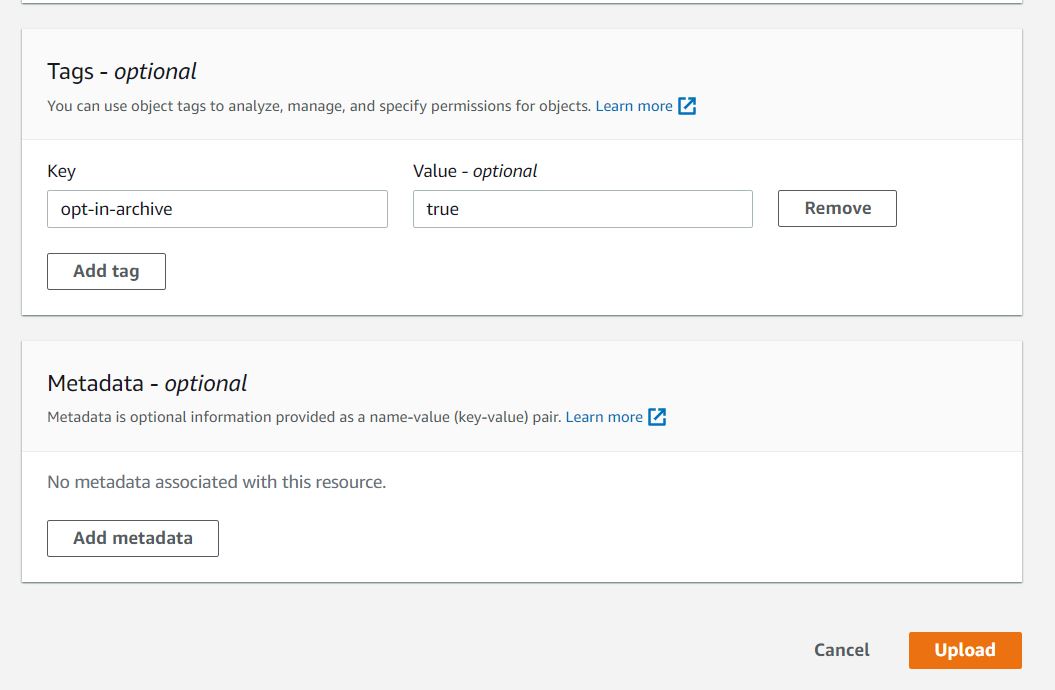 Tags - optional
You can use object tags to analyze, manage, and specify permissions for objects. Learn more
Key
Value - optional
opt-in-archive
true
Remove
Add tag
Metadata - optional
Metadata is optional information provided as a name-value (key-value) pair. Learn more
No metadata associated with this resource.
Add metadata
Cancel
Upload